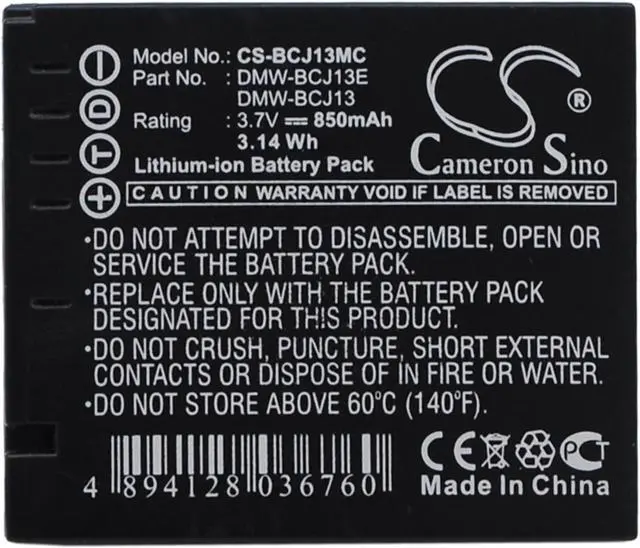 Model No.: CS-BCJ13MC
Part No. : DMW-BCJ13E
DMW-BCJ13
Rating : 3.7V 850mAh
3.14 Wh
Lithium-ion Battery Pack
D
T
CS
®
Cameron Sino
CAUTION WARRANTY VOID IF LABEL IS REMOVED
•DO NOT ATTEMPT TO DISASSEMBLE, OPEN OR
SERVICE THE BATTERY PACK.
•REPLACE ONLY WITH THE BATTERY PACK
DESIGNATED FOR THIS PRODUCT.
•DO NOT CRUSH, PUNCTURE, SHORT EXTERNAL
CONTACTS OR DISPOSE OF IN FIRE OR WATER.
•DO NOT STORE ABOVE 60°C (140°F).
4 894128 036760
CE PCT
Made in China